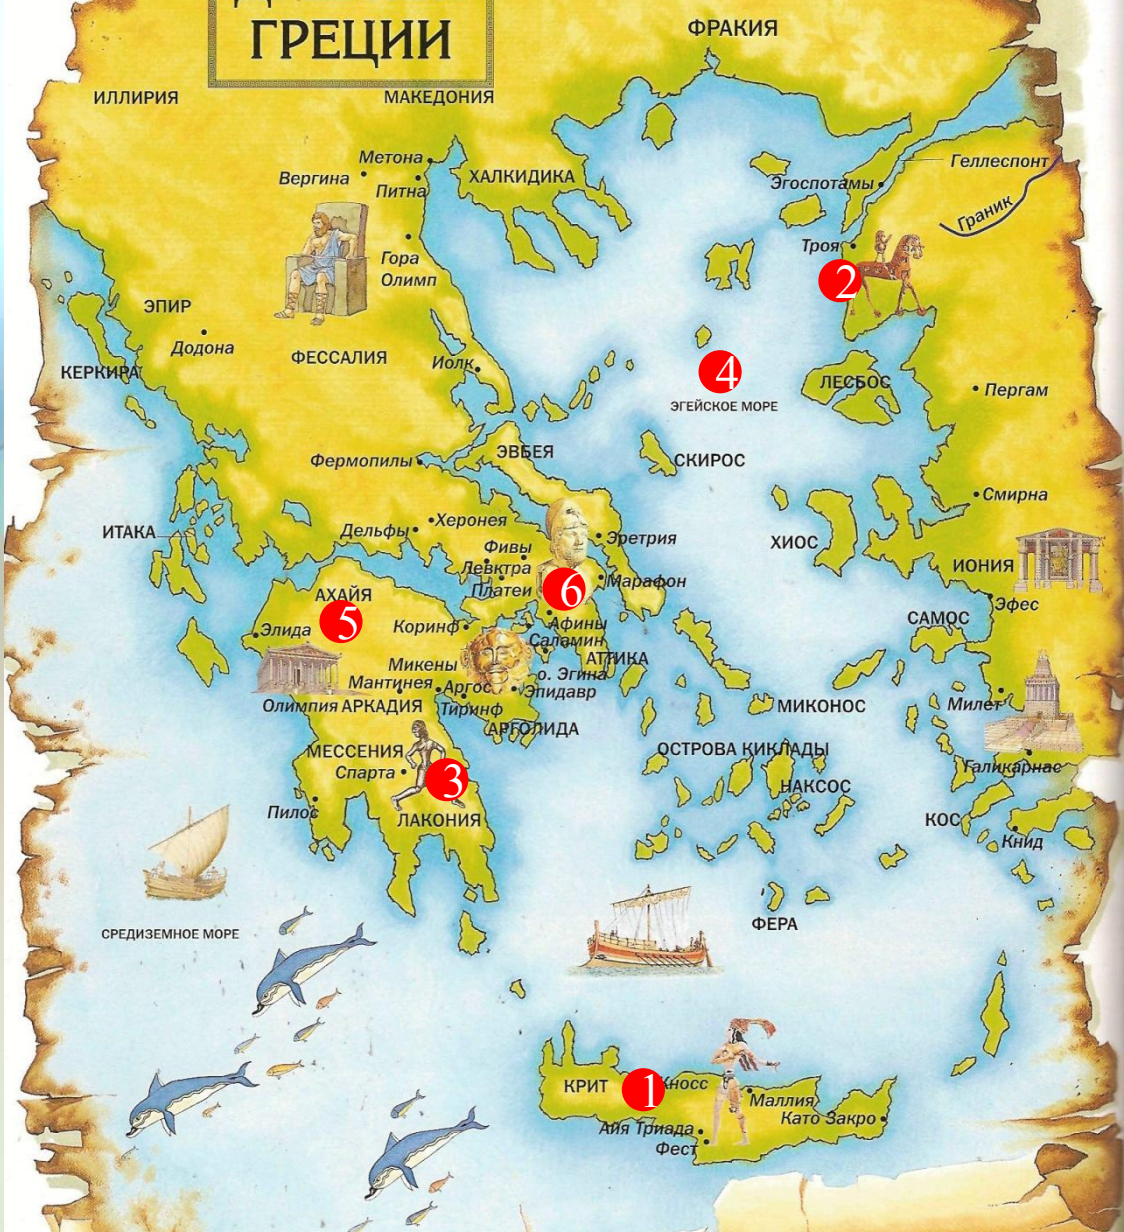 ГРЕЦИИ
ФРАКИЯ
ИЛЛИРИЯ
МАКЕДОНИЯ
Метона
Вергина
Питна
ХАЛКИДИКА
Геллеспонт
Эгоспотамы
Граник
Троя
Гора
Олимп
2
ЭПИР
Додона
ФЕССАЛИЯ
Иолк
КЕРКИРА
4
ЭГЕЙСКОЕ МОРЕ
ЛЕСБОС
Пергам
ЭВБЕЯ
Фермопилы
СКИРОС
Смирна
ИТАКА
Дельфы
Херонея
Эретрия
ХИОС
Фивы
Левктра
Платеи
Марафон
ИОНИЯ
6
АХАЙЯ
5
Элида
Коринф
Афины
Саламин
Эфес
САМОС
АТТИКА
Микены
о. Эгина
Мантинея
Аргос
Эпидавр
Олимпия
АРКАДИЯ
Тиринф
МИКОНОС
Милет
АРГОЛИДА
МЕССЕНИЯ
ОСТРОВА КИКЛАДЫ
Спарта
3
Галикарнас
НАКСОС
Пилос
ЛАКОНИЯ
КОС
Книд
СРЕДИЗЕМНОЕ МОРЕ
ФЕРА
КРИТ
1
Кносс
Маллия
Като Закро
Айя Триада
Фест